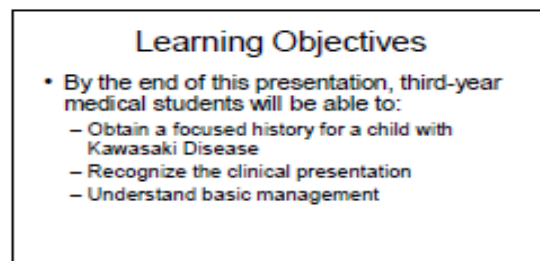 Learning Objectives
• By the end of this presentation, third-year
medical students will be able to:
– Obtain a focused history for a child with
Kawasaki Disease
– Recognize the clinical presentation
– Understand basic management